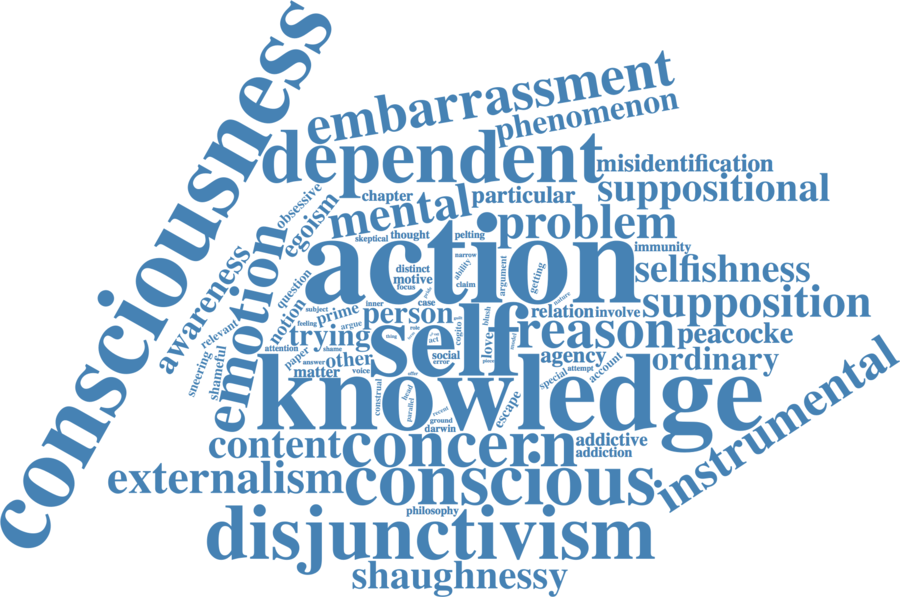 consciousness
embarrassment
phenomenon
dependent
misidentification
suppositional
chapter
particular
obsessive
mental
egoism
problem
skeptical
thought
pelting
action
immunity
narrow
distinct
ability
argument
getting
selfishness
motive
claim
focus
awareness
emotion
question
pride
nature
supposition
inner
subject
prime
person
relation
involve
notion
feeling
argue
role
cogito
blush
reason
peacocke
relevant
trying
self
act
love
attention
shame
social
error
agency
ordinary
paper
answer
other
matter
voice
special
attempt
account
sneering
shameful
knowledge
instrumental
construal
head
parallel
recent
escape
ground
darwin
content
concern
addictive
addiction
externalism
conscious
philosophy
disjunctivism
shaughnessy